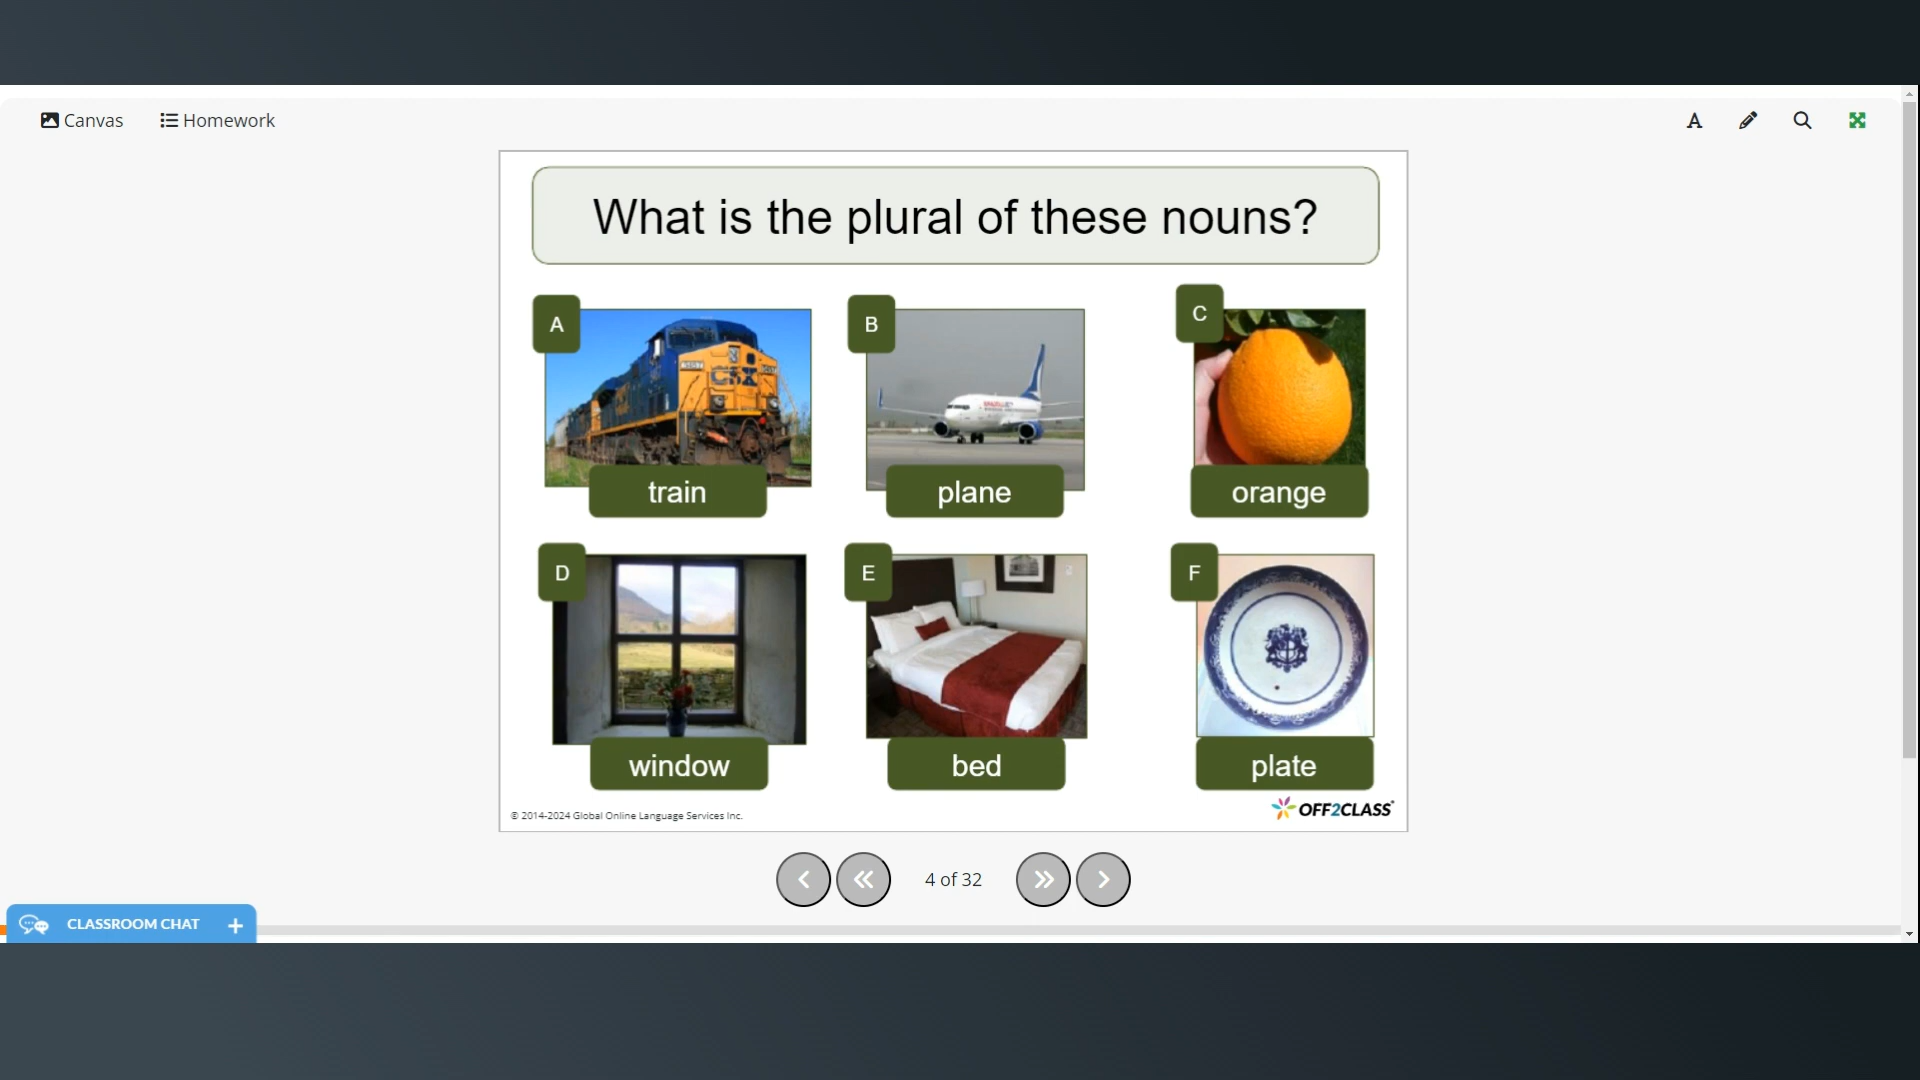 Canvas
Homework
A
What is the plural of these nouns?
A
B
C
CSX
train
plane
orange
D
E
F
window
bed
plate
© 2014-2024 Global Online Language Services Inc.
OFF2CLASS
4 of 32
CLASSROOM CHAT +